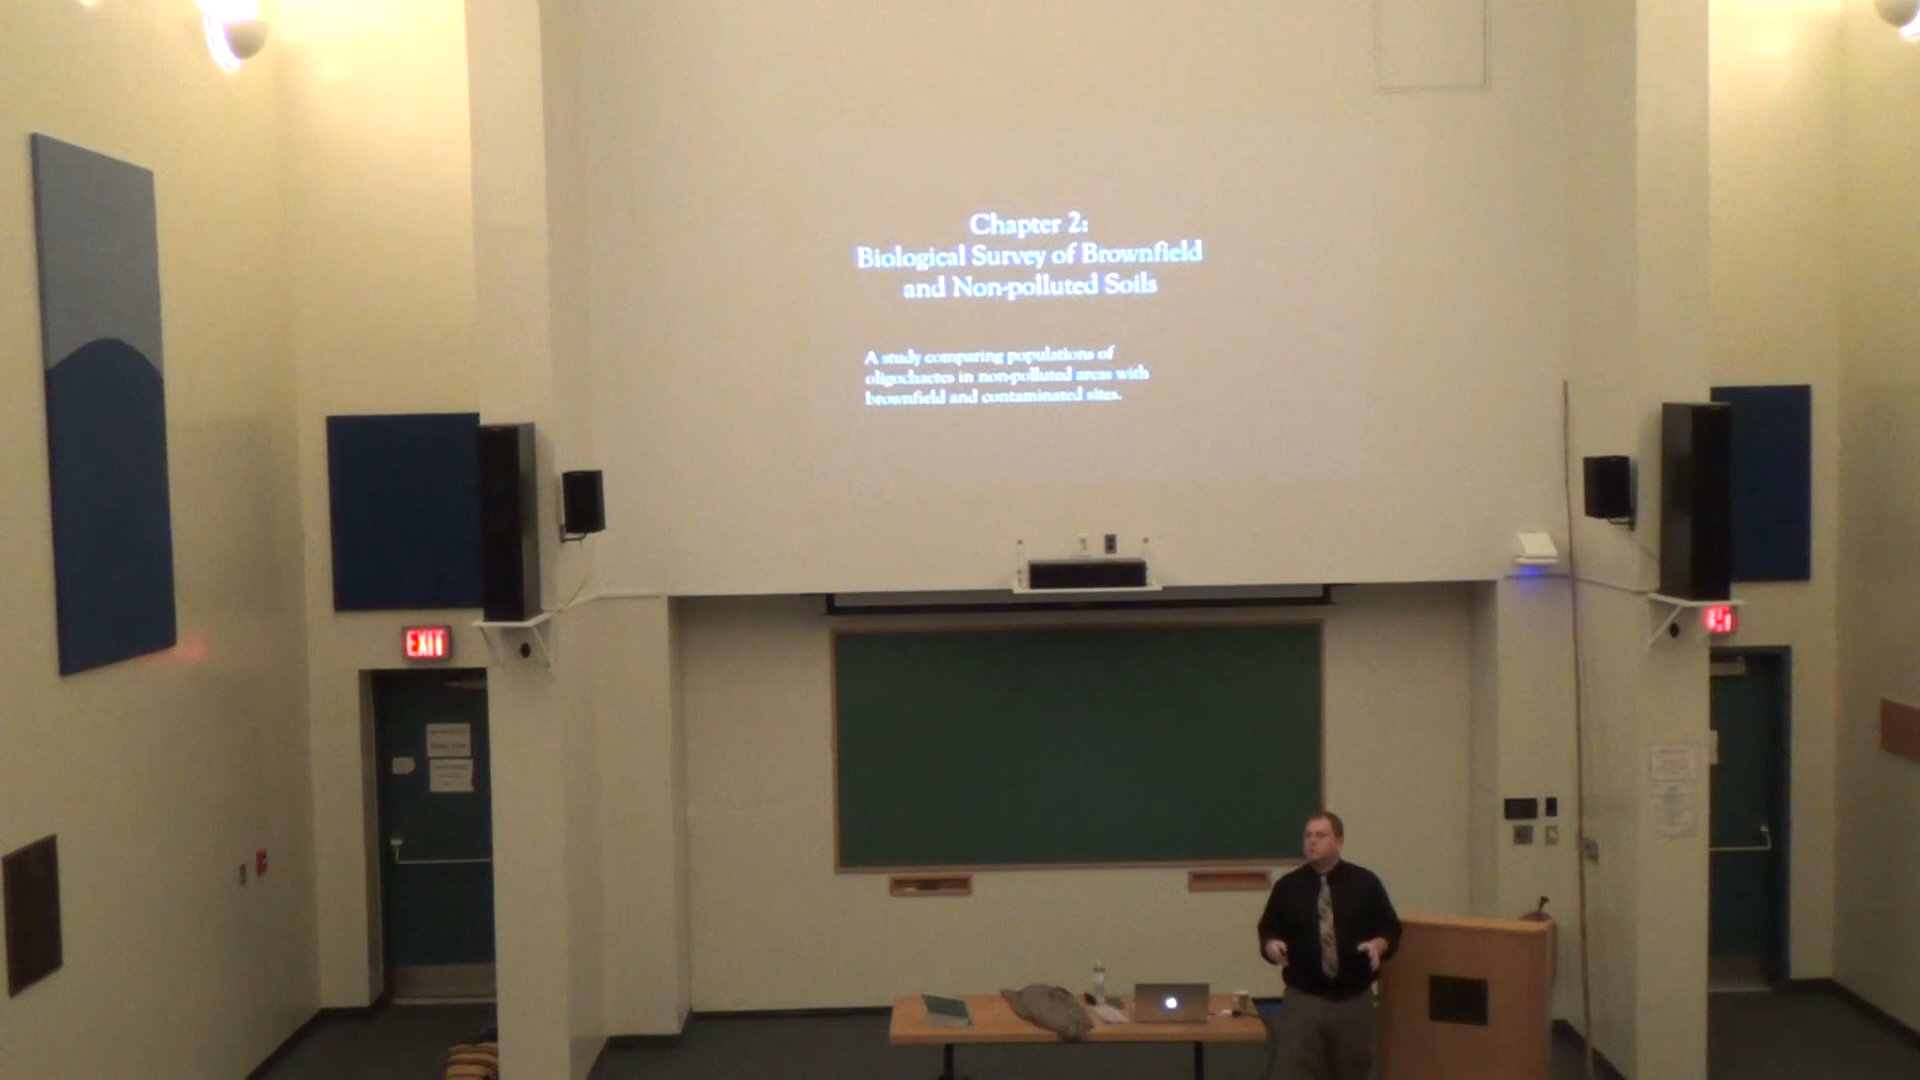 Chapter 2:
Biological Survey of Brownfield
and Non-polluted Soils
A study comparing populations of
oligochaetes in non-polluted areas with
brownfield and contaminated sites.
EXIT